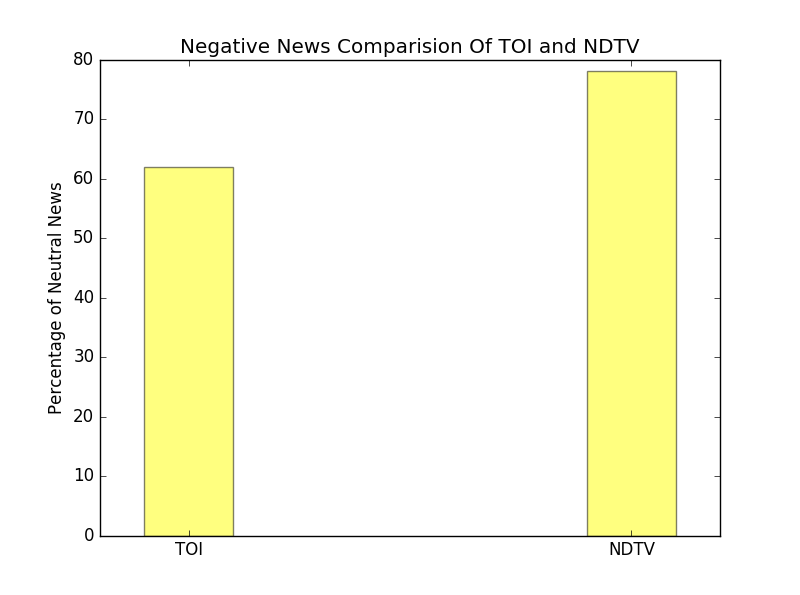 Negative News Comparision Of TOI and NDTV
Percentage of Neutral News
80
70
60
50
40
30
20
10
0
TOI
NDTV